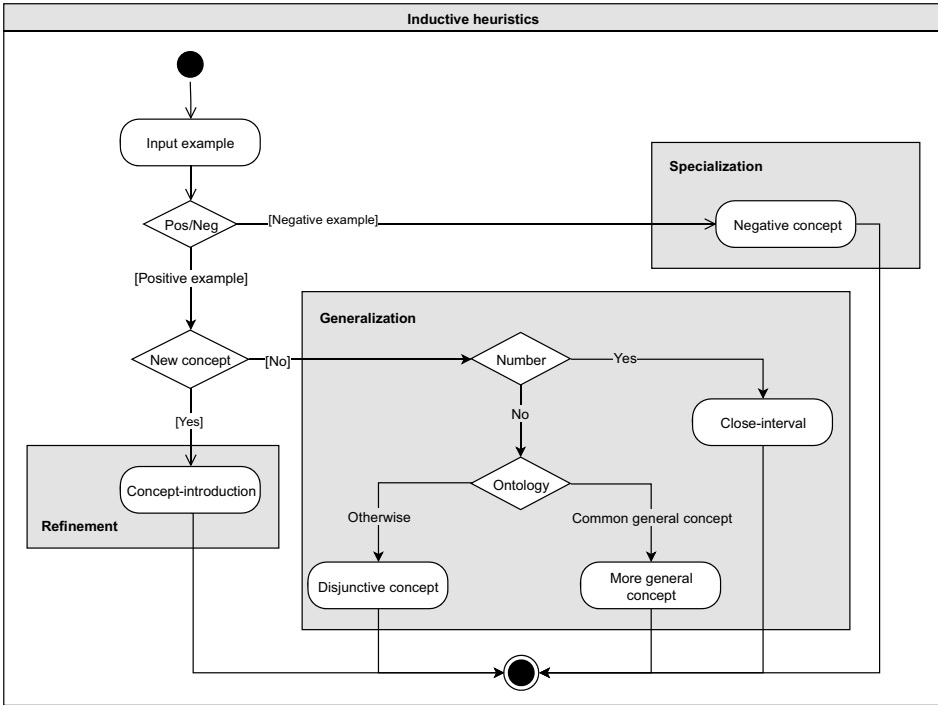 Inductive heuristics
Input example
Specialization
Pos/Neg
[Negative example]
Negative concept
[Positive example]
Generalization
New concept
[No]
Number
Yes
[Yes]
No
Close-interval
Concept-introduction
Ontology
Refinement
Otherwise
Common general concept
Disjunctive concept
More general
concept